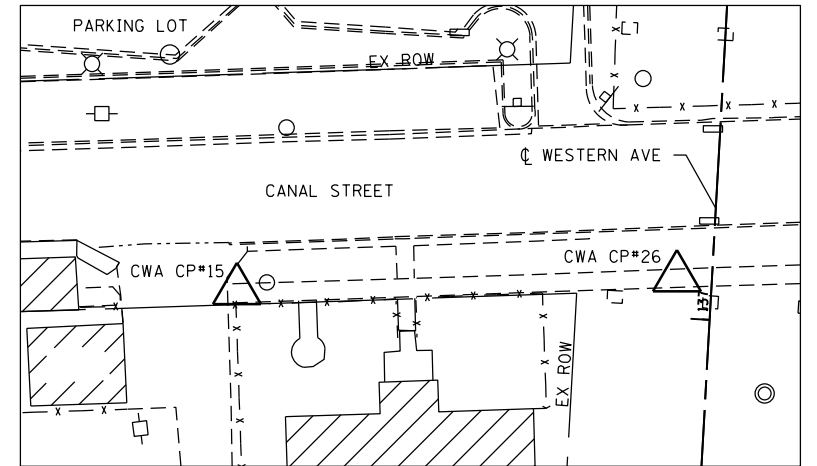 PARKING LOT
EX ROW
℄ WESTERN AVE
CANAL STREET
CWA CP#26
CWA CP#15
13
EX ROW